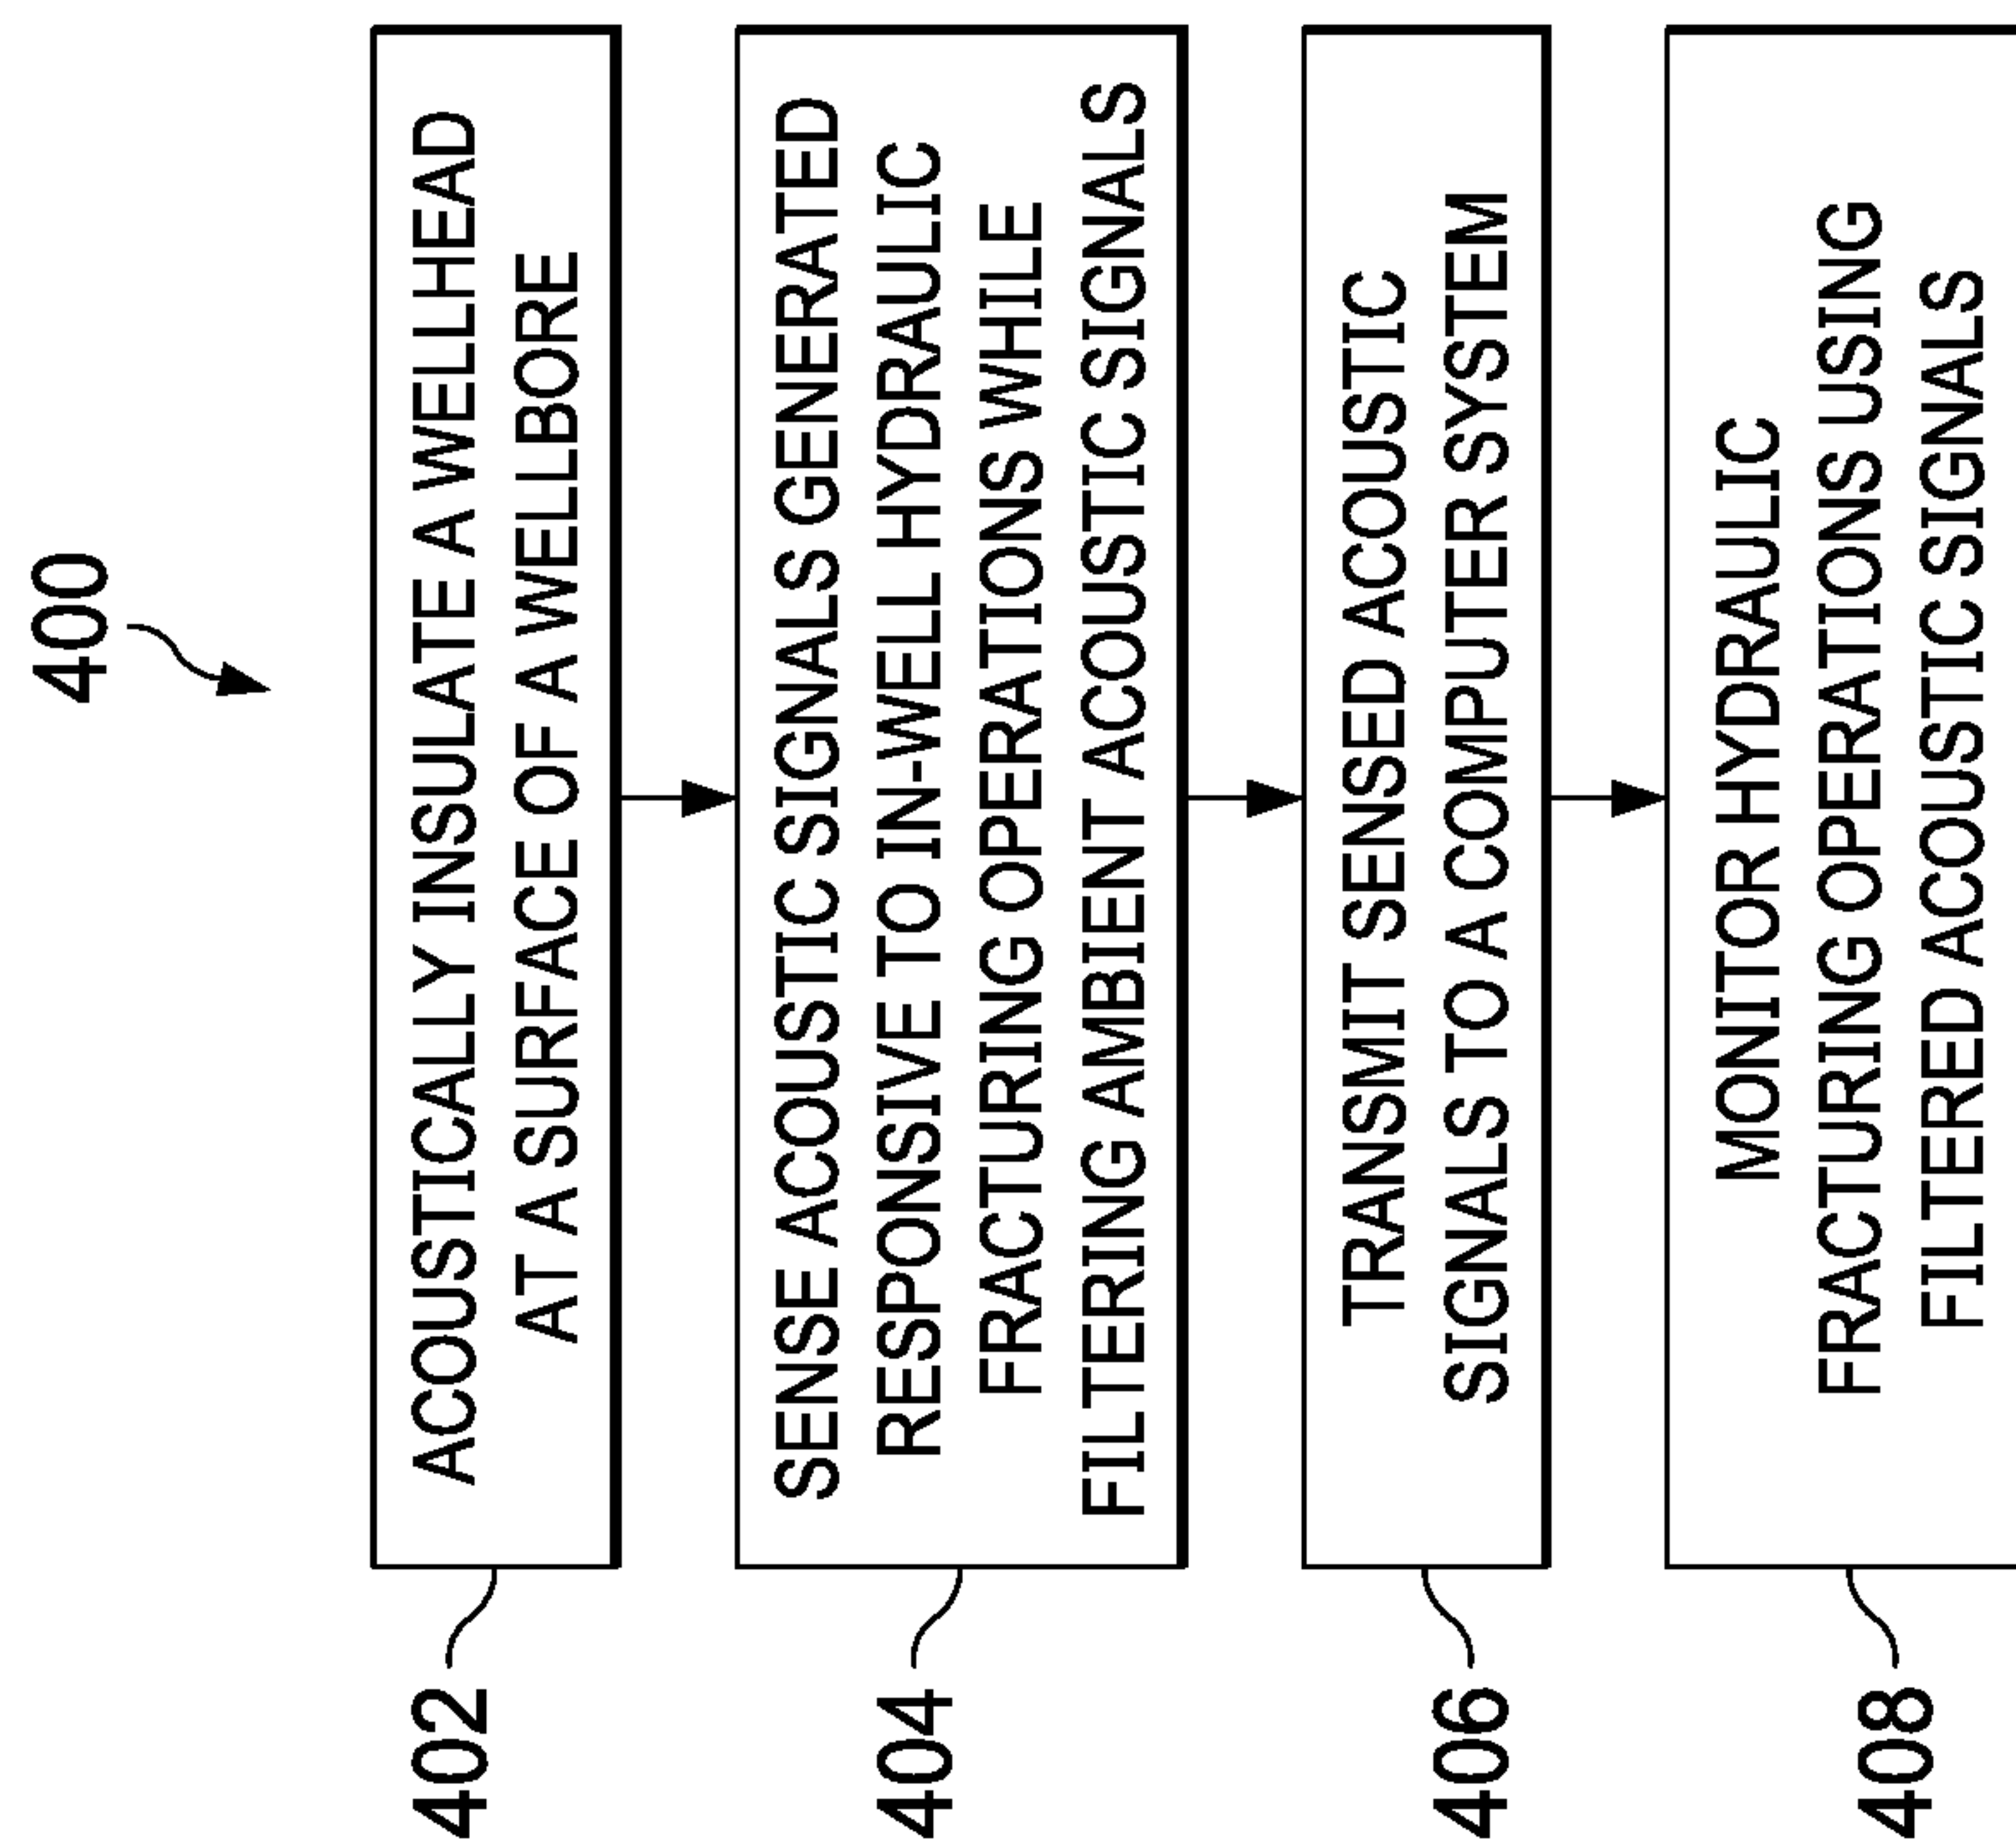 400
402
ACOUSTICALLY INSULATE A WELLHEAD
AT A SURFACE OF A WELLBORE
404
SENSE ACOUSTIC SIGNALS GENERATED
RESPONSIVE TO IN-WELL HYDRAULIC
FRACTURING OPERATIONS WHILE
FILTERING AMBIENT ACOUSTIC SIGNALS
406
TRANSMIT SENSED ACOUSTIC
SIGNALS TO A COMPUTER SYSTEM
408
MONITOR HYDRAULIC
FRACTURING OPERATIONS USING
FILTERED ACOUSTIC SIGNALS